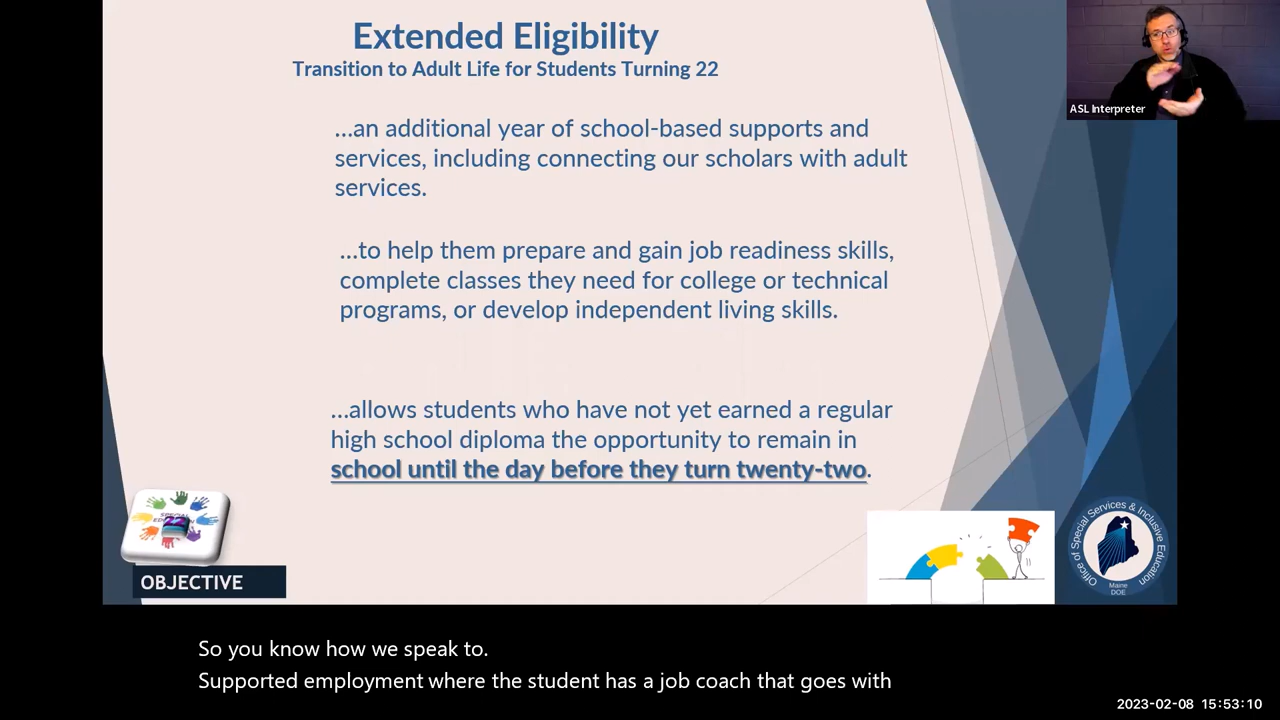 Extended Eligibility
Transition to Adult Life for Students Turning 22
ASL Interpreter
...an additional year of school-based supports and
services, including connecting our scholars with adult
services.
...to help them prepare and gain job readiness skills,
complete classes they need for college or technical
programs, or develop independent living skills.
...allows students who have not yet earned a regular
high school diploma the opportunity to remain in
school until the day before they turn twenty-two.
22
OBJECTIVE
Office of Special Services & Inclusive Education
Maine
DOE
So you know how we speak to.
Supported employment where the student has a job coach that goes with
2023-02-08 15:53:10